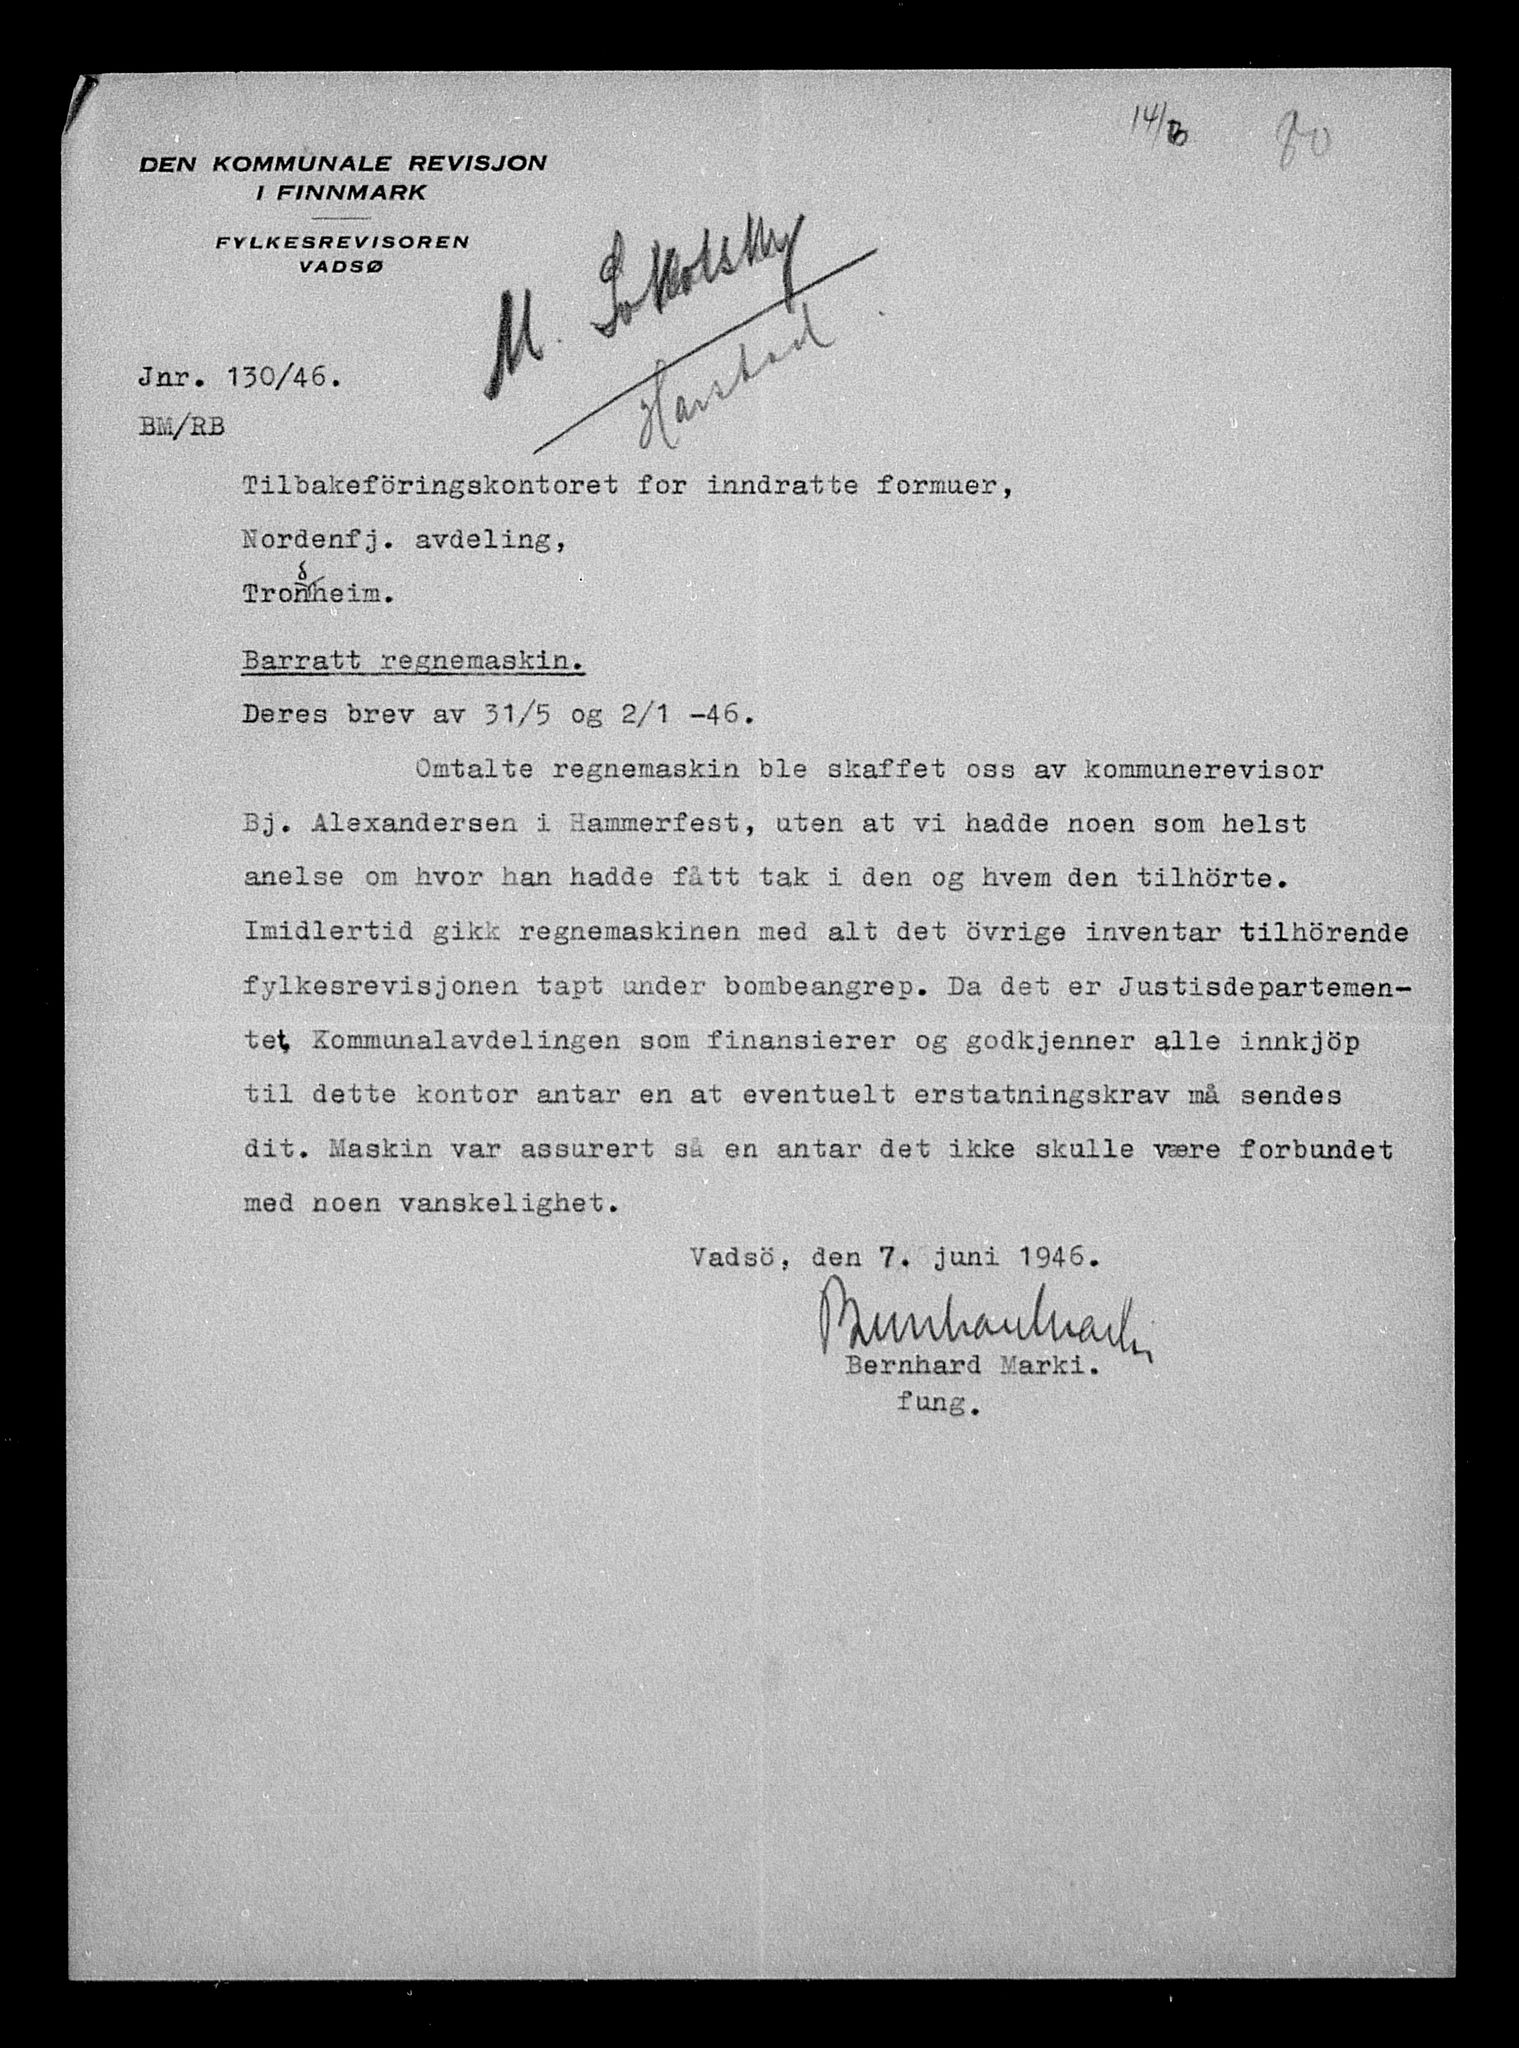 14/6 80
DEN KOMMUNALE REVISJON
I FINNMARK
FYLKESREVISOREN
VADSØ
M. Sokolsky
Harstad
Jnr. 130/46.
BM/RB
Tilbakeföringskontoret for inndratte formuer,
Nordenfj. avdeling,
Trondheim.
Barratt regnemaskin.
Deres brev av 31/5 og 2/1 -46.
Omtalte regnemaskin ble skaffet oss av kommunerevisor
Bj. Alexandersen i Hammerfest, uten at vi hadde noen som helst
anelse om hvor han hadde fått tak i den og hvem den tilhörte.
Imidlertid gikk regnemaskinen med alt det övrige inventar tilhörende
fylkesrevisjonen tapt under bombeangrep. Da det er Justisdepartemen-
tet, Kommunalavdelingen som finansierer og godkjenner alle innkjöp
til dette kontor antar en at eventuelt erstatningskrav må sendes
dit. Maskin var assurert så en antar det ikke skulle være forbundet
med noen vanskelighet.
Vadsö, den 7. juni 1946.
Bernhard Marki
Bernhard Marki.
fung.